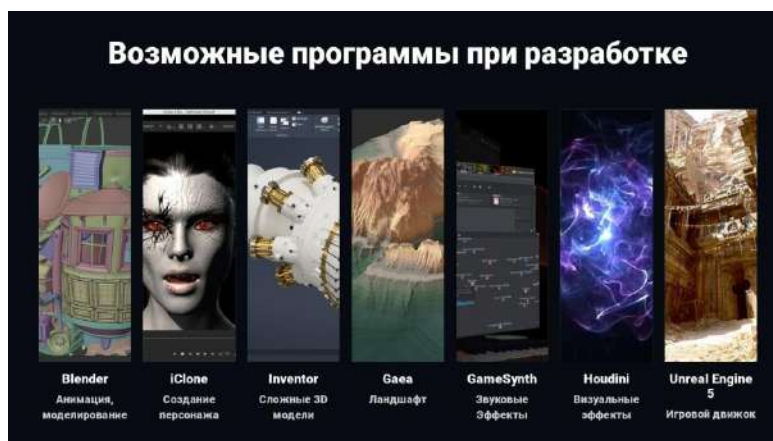 Возможные программы при разработке
Blender
Анимация,
моделирование
iClone
Создание
персонажа
Inventor
Сложные 3D
модели
Gaea
Ландшафт
GameSynth
Звуковые
Эффекты
Houdini
Визуальные
эффекты
Unreal Engine
5
Игровой движок